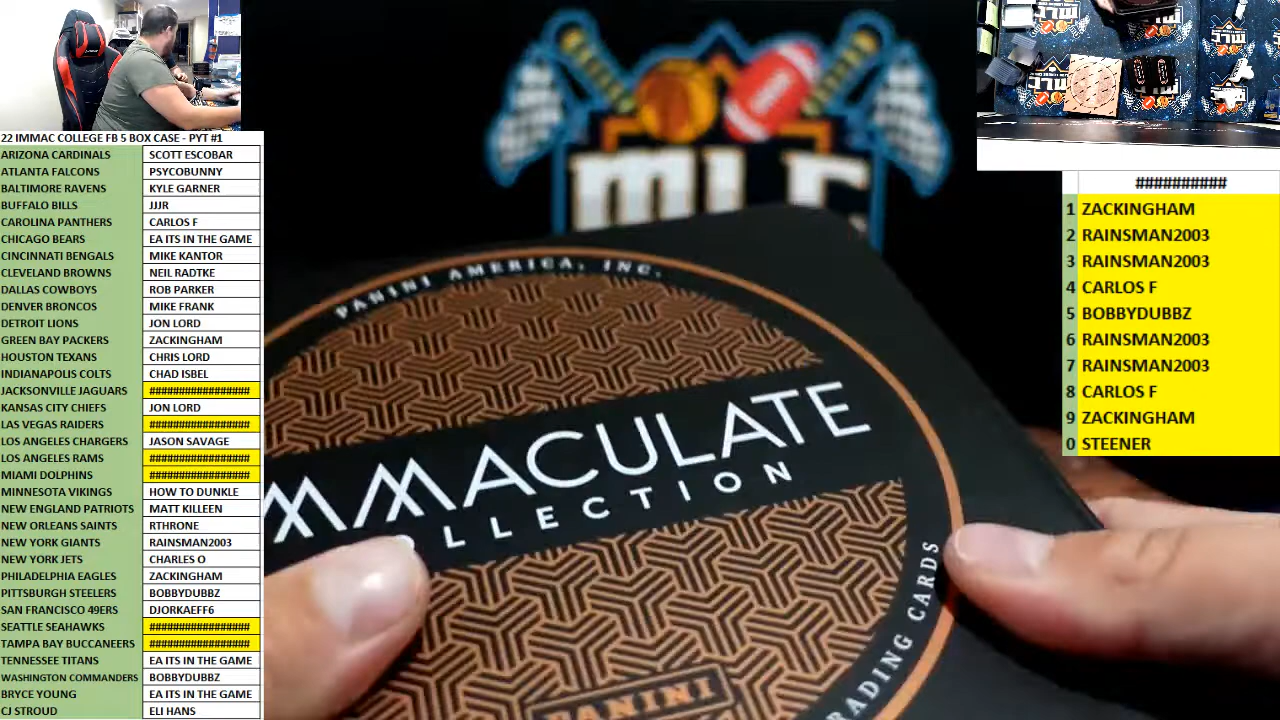 22 IMMAC COLLEGE FB 5 BOX CASE - PYT #1
ARIZONA CARDINALS SCOTT ESCOBAR
ATLANTA FALCONS PSYCOBUNNY
BALTIMORE RAVENS KYLE GARNER
BUFFALO BILLS JJJR
CAROLINA PANTHERS CARLOS F
CHICAGO BEARS EA ITS IN THE GAME
CINCINNATI BENGALS MIKE KANTOR
CLEVELAND BROWNS NEIL RADTKE
DALLAS COWBOYS ROB PARKER
DENVER BRONCOS MIKE FRANK
DETROIT LIONS JON LORD
GREEN BAY PACKERS ZACKINGHAM
HOUSTON TEXANS CHRIS LORD
INDIANAPOLIS COLTS CHAD ISBEL
JACKSONVILLE JAGUARS #################
KANSAS CITY CHIEFS JON LORD
LAS VEGAS RAIDERS #################
LOS ANGELES CHARGERS JASON SAVAGE
LOS ANGELES RAMS #################
MIAMI DOLPHINS #################
MINNESOTA VIKINGS HOW TO DUNKLE
NEW ENGLAND PATRIOTS MATT KILLEEN
NEW ORLEANS SAINTS RTHRONE
NEW YORK GIANTS RAINSMAN2003
NEW YORK JETS CHARLES O
PHILADELPHIA EAGLES ZACKINGHAM
PITTSBURGH STEELERS BOBBYDUBBZ
SAN FRANCISCO 49ERS DJORKAEFF6
SEATTLE SEAHAWKS #################
TAMPA BAY BUCCANEERS #################
TENNESSEE TITANS EA ITS IN THE GAME
WASHINGTON COMMANDERS BOBBYDUBBZ
BRYCE YOUNG EA ITS IN THE GAME
CJ STROUD ELI HANS
MLC
PANINI AMERICA, INC.
IMMACULATE
COLLECTION
PANINI
TRADING CARDS
##########
1 ZACKINGHAM
2 RAINSMAN2003
3 RAINSMAN2003
4 CARLOS F
5 BOBBYDUBBZ
6 RAINSMAN2003
7 RAINSMAN2003
8 CARLOS F
9 ZACKINGHAM
0 STEENER